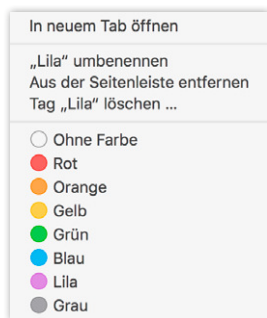 In neuem Tab öffnen
„Lila“ umbenennen
Aus der Seitenleiste entfernen
Tag „Lila“ löschen ...
Ohne Farbe
Rot
Orange
Gelb
Grün
Blau
Lila
Grau